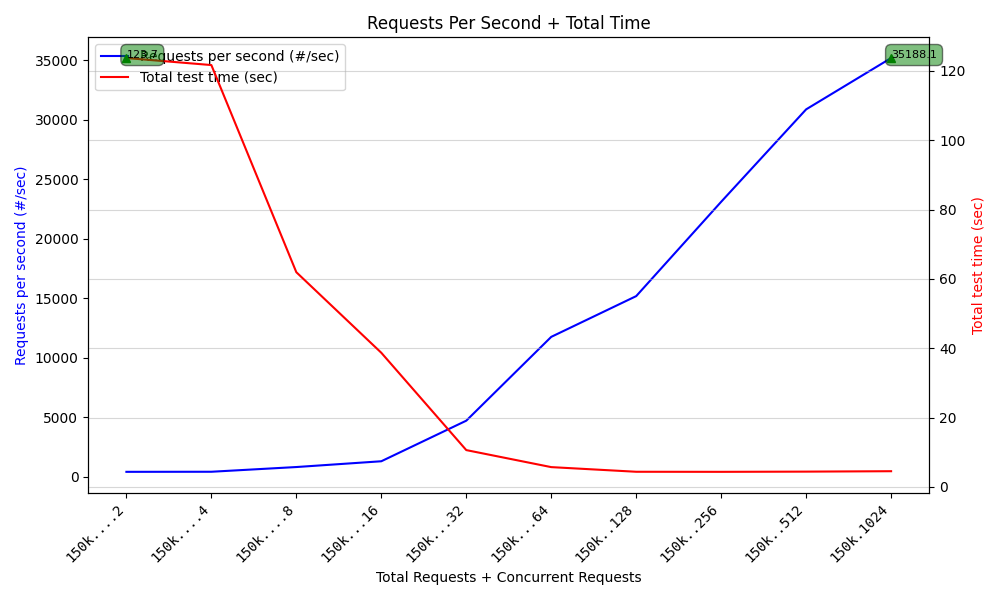 Requests Per Second + Total Time
123.7
Requests per second (#/sec)
Total test time (sec)
35188.1
35000
30000
25000
20000
15000
10000
5000
0
Requests per second (#/sec)
120
100
80
60
40
20
0
Total test time (sec)
150k....2
150k....4
150k....8
150k...16
150k...32
150k...64
150k..128
150k..256
150k..512
150k.1024
Total Requests + Concurrent Requests